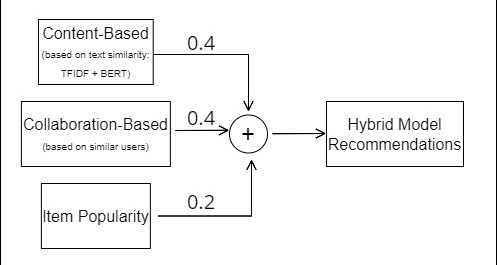 Content-Based
(based on text similarity:
TFIDF + BERT)
0.4
Collaboration-Based
(based on similar users)
0.4
+
Hybrid Model
Recommendations
Item Popularity
0.2